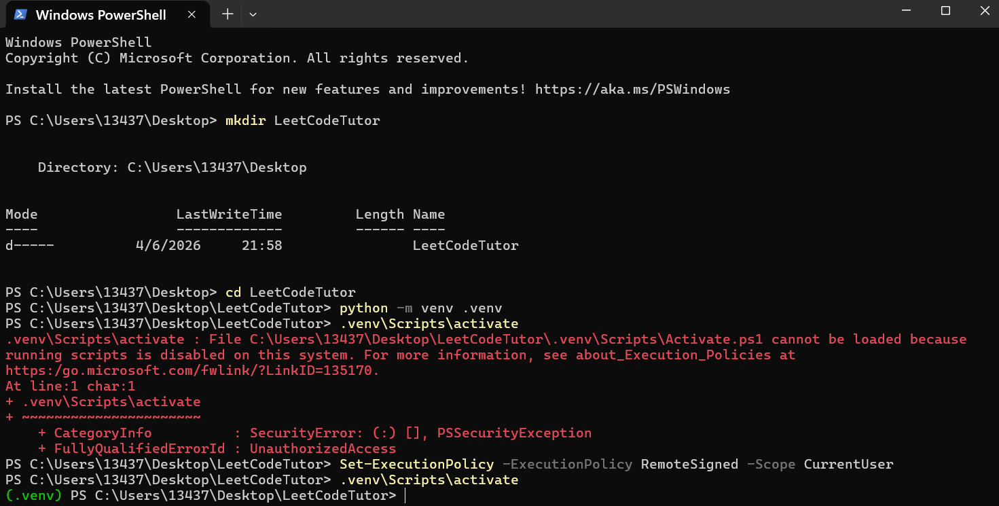 Windows PowerShell
Windows PowerShell
Copyright (C) Microsoft Corporation. All rights reserved.
Install the latest PowerShell for new features and improvements! https://aka.ms/PSWindows
PS C:\Users\13437\Desktop> mkdir LeetCodeTutor
    Directory: C:\Users\13437\Desktop
Mode                 LastWriteTime         Length Name
----                 -------------         ------ ----
d-----          4/6/2026     21:58                LeetCodeTutor
PS C:\Users\13437\Desktop> cd LeetCodeTutor
PS C:\Users\13437\Desktop\LeetCodeTutor> python -m venv .venv
PS C:\Users\13437\Desktop\LeetCodeTutor> .venv\Scripts\activate
.venv\Scripts\activate : File C:\Users\13437\Desktop\LeetCodeTutor\.venv\Scripts\Activate.ps1 cannot be loaded because
running scripts is disabled on this system. For more information, see about_Execution_Policies at
https:/go.microsoft.com/fwlink/?LinkID=135170.
At line:1 char:1
+ .venv\Scripts\activate
+ ~~~~~~~~~~~~~~~~~~~~~~
    + CategoryInfo          : SecurityError: (:) [], PSSecurityException
    + FullyQualifiedErrorId : UnauthorizedAccess
PS C:\Users\13437\Desktop\LeetCodeTutor> Set-ExecutionPolicy -ExecutionPolicy RemoteSigned -Scope CurrentUser
PS C:\Users\13437\Desktop\LeetCodeTutor> .venv\Scripts\activate
(.venv) PS C:\Users\13437\Desktop\LeetCodeTutor>